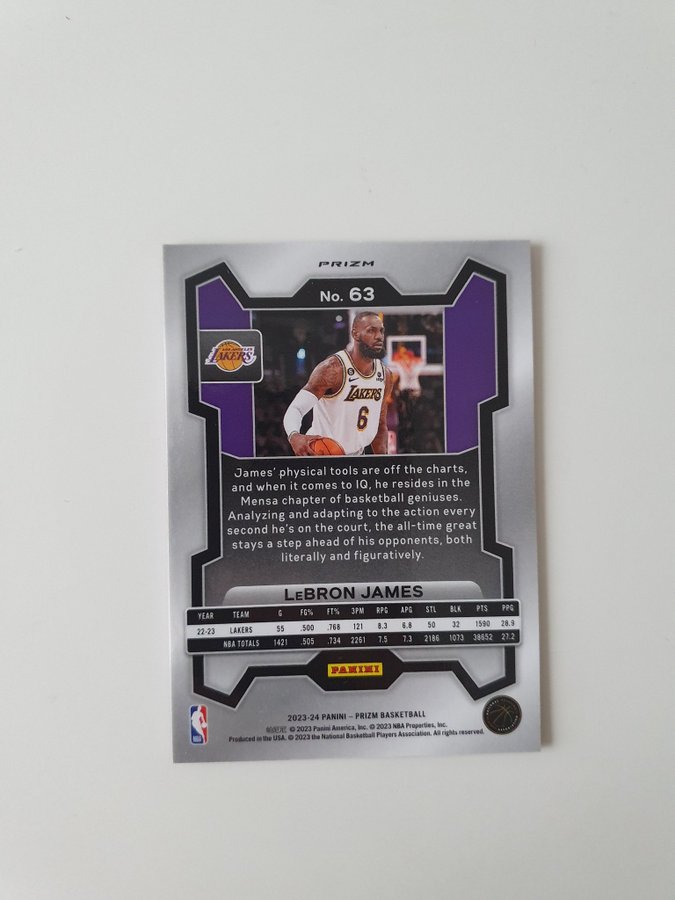 PRIZM
No. 63
LOS ANGELES
LAKERS
LAKERS
6
James' physical tools are off the charts,
and when it comes to IQ, he resides in the
Mensa chapter of basketball geniuses.
Analyzing and adapting to the action every
second he's on the court, the all-time great
stays a step ahead of his opponents, both
literally and figuratively.
LeBRON JAMES
YEAR TEAM G FG% FT% 3PM RPG APG STL BLK PTS PPG
22-23 LAKERS 55 .500 .768 121 8.3 6.8 50 32 1590 28.9
NBA TOTALS 1421 .505 .734 2261 7.5 7.3 2186 1073 38652 27.2
PANINI
2023-24 PANINI – PRIZM BASKETBALL
© 2023 Panini America, Inc. © 2023 NBA Properties, Inc.
Produced in the USA. © 2023 the National Basketball Players Association. All rights reserved.
NBA